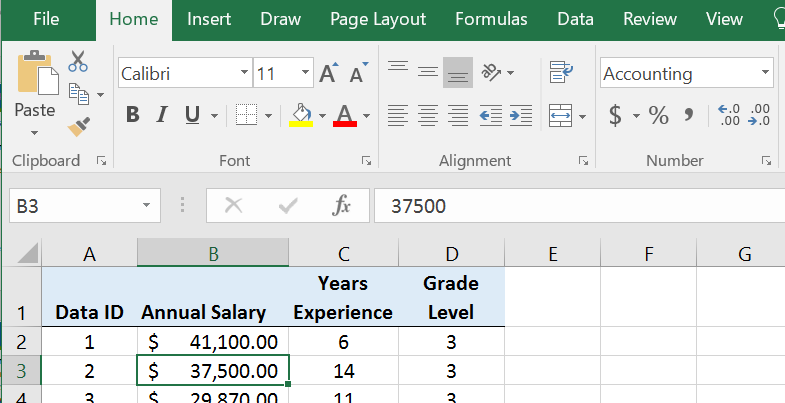 File Home Insert Draw Page Layout Formulas Data Review View
Calibri 11 A A Accounting
Paste B I U A $ % , .0 .00 .00 .0
Clipboard Font Alignment Number
B3 fx 37500
A B C D E F G
1 Data ID Annual Salary Years Experience Grade Level
2 1 $ 41,100.00 6 3
3 2 $ 37,500.00 14 3
4 3 $ 29,870.00 11 3